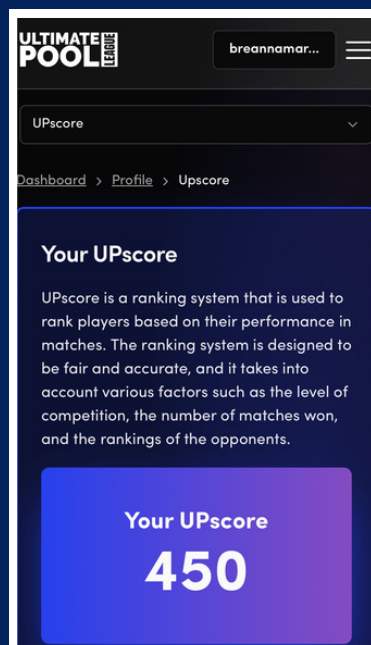 ULTIMATE
POOL LEAGUE
breannamar...
UPscore
Dashboard > Profile > Upscore
Your UPscore
UPscore is a ranking system that is used to
rank players based on their performance in
matches. The ranking system is designed to
be fair and accurate, and it takes into
account various factors such as the level of
competition, the number of matches won,
and the rankings of the opponents.
Your UPscore
450